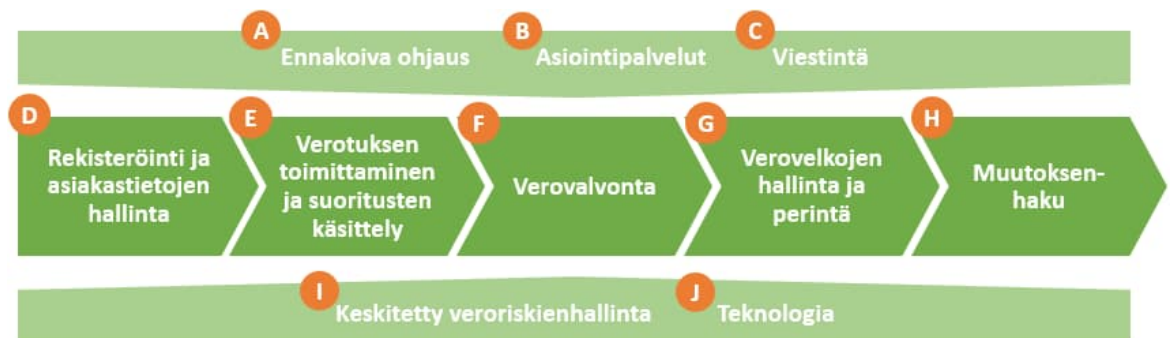 A
Ennakoiva ohjaus
B
Asiointipalvelut
C
Viestintä
D
Rekisteröinti ja
asiakastietojen
hallinta
E
Verotuksen
toimittaminen
ja suoritusten
käsittely
F
Verovalvonta
G
Verovelkojen
hallinta ja
perintä
H
Muutoksen-
haku
I
Keskitetty veroriskienhallinta
J
Teknologia